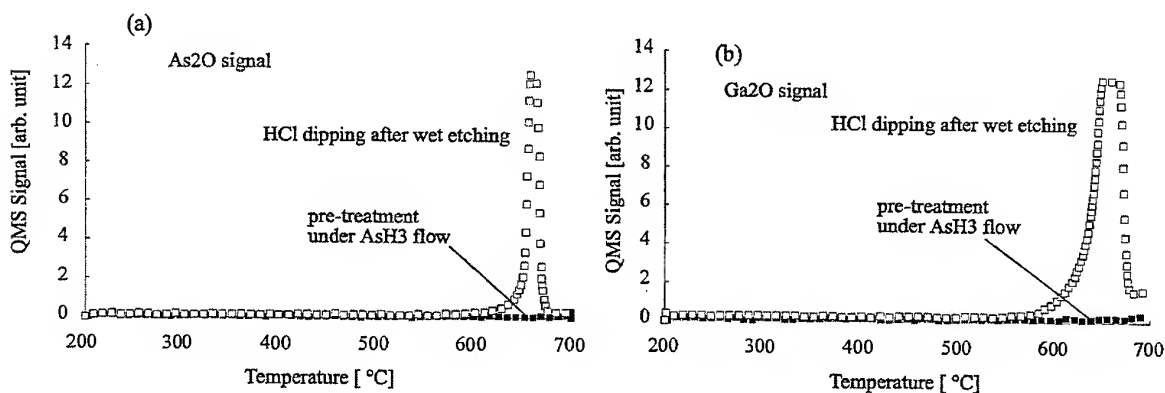 (a)
As2O signal
HCl dipping after wet etching
pre-treatment
under AsH3 flow
QMS Signal [arb. unit]
14
12
10
8
6
4
2
0
200 300 400 500 600 700
Temperature [ °C]
(b)
Ga2O signal
HCl dipping after wet etching
pre-treatment
under AsH3 flow
QMS Signal [arb. unit]
14
12
10
8
6
4
2
0
200 300 400 500 600 700
Temperature [ °C]